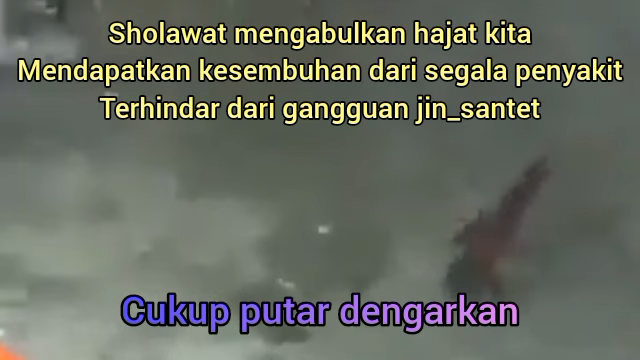 Sholawat mengabulkan hajat kita
Mendapatkan kesembuhan dari segala penyakit
Terhindar dari gangguan jin_santet
Cukup putar dengarkan